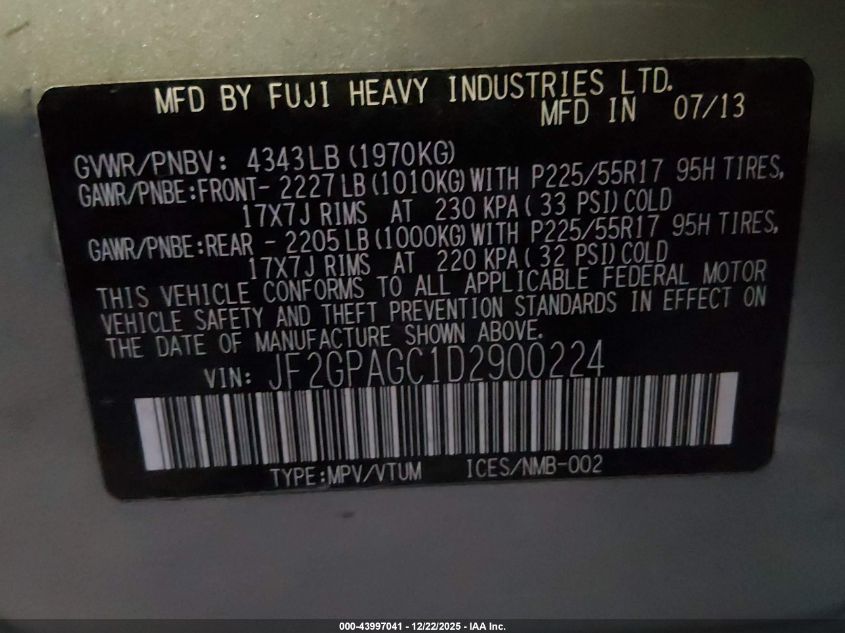 MFD BY FUJI HEAVY INDUSTRIES LTD.
MFD IN 07/13
GVWR/PNBV: 4343LB (1970KG)
GAWR/PNBE:FRONT- 2227LB (1010KG) WITH P225/55R17 95H TIRES,
17X7J RIMS AT 230 KPA ( 33 PSI) COLD
GAWR/PNBE:REAR - 2205LB (1000KG) WITH P225/55R17 95H TIRES,
17X7J RIMS AT 220 KPA ( 32 PSI) COLD
THIS VEHICLE CONFORMS TO ALL APPLICABLE FEDERAL MOTOR
VEHICLE SAFETY AND THEFT PREVENTION STANDARDS IN EFFECT ON
THE DATE OF MANUFACTURE SHOWN ABOVE.
VIN: JF2GPAGC1D2900224
TYPE:MPV/VTUM ICES/NMB-002
000-43997041 - 12/22/2025 - IAA Inc.